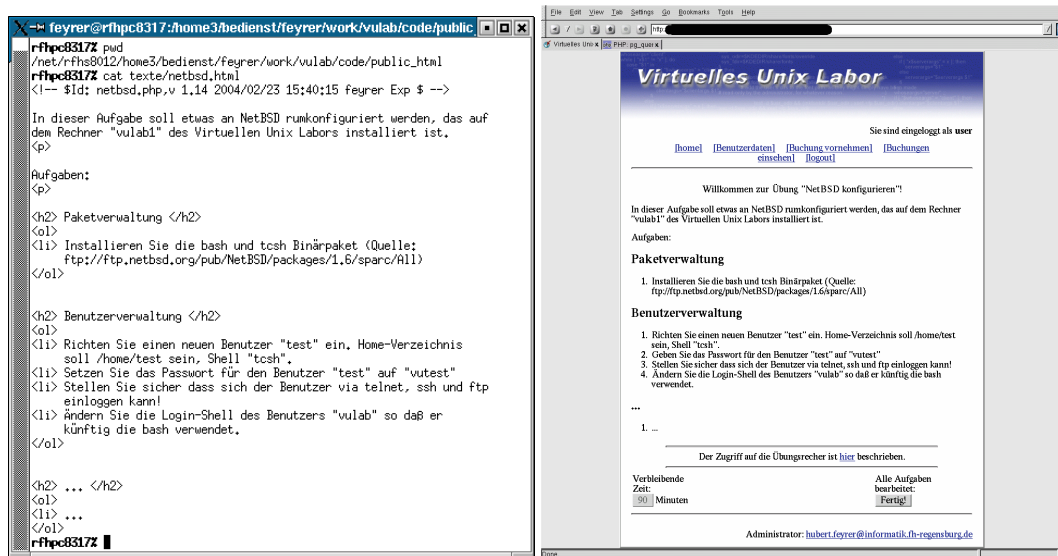 feyrer@rfhpc8317:/home3/bedienst/feyrer/work/vulab/code/public_
rfhpc8317% pwd
/net/rfhs8012/home3/bedienst/feyrer/work/vulab/code/public_html
rfhpc8317% cat texte/netbsd.html
<!-- $Id: netbsd.php,v 1.14 2004/02/23 15:40:15 feyrer Exp $ -->
In dieser Aufgabe soll etwas an NetBSD rumkonfiguriert werden, das auf
dem Rechner "vulab1" des Virtuellen Unix Labors installiert ist.
<p>
Aufgaben:
<p>
<h2> Paketverwaltung </h2>
<ol>
<li> Installieren Sie die bash und tcsh Binärpaket (Quelle:
ftp://ftp.netbsd.org/pub/NetBSD/packages/1.6/sparc/All)
</ol>
<h2> Benutzerverwaltung </h2>
<ol>
<li> Richten Sie einen neuen Benutzer "test" ein. Home-Verzeichnis
soll /home/test sein, Shell "tcsh".
<li> Setzen Sie das Passwort für den Benutzer "test" auf "vutest"
<li> Stellen Sie sicher dass sich der Benutzer via telnet, ssh und ftp
einloggen kann!
<li> Ändern Sie die Login-Shell des Benutzers "vulab" so daß er
künftig die bash verwendet.
</ol>
<h2> ... </h2>
<ol>
<li> ...
</ol>
rfhpc8317%
File Edit View Tab Settings Go Bookmarks Tools Help
http:
Virtuelles Uni x PHP: pg_quer x
Virtuelles Unix Labor
Sie sind eingeloggt als user
[home] [Benutzerdaten] [Buchung vornehmen] [Buchungen
einsehen] [logout]
Willkommen zur Übung "NetBSD konfigurieren"!
In dieser Aufgabe soll etwas an NetBSD rumkonfiguriert werden, das auf dem Rechner
"vulab1" des Virtuellen Unix Labors installiert ist.
Aufgaben:
Paketverwaltung
1. Installieren Sie die bash und tcsh Binärpaket (Quelle:
ftp://ftp.netbsd.org/pub/NetBSD/packages/1.6/sparc/All)
Benutzerverwaltung
1. Richten Sie einen neuen Benutzer "test" ein. Home-Verzeichnis soll /home/test
sein, Shell "tcsh".
2. Geben Sie das Passwort für den Benutzer "test" auf "vutest"
3. Stellen Sie sicher dass sich der Benutzer via telnet, ssh und ftp einloggen kann!
4. Ändern Sie die Login-Shell des Benutzers "vulab" so daß er künftig die bash
verwendet.
...
1. ...
Der Zugriff auf die Übungsrecher ist hier beschrieben.
Verbleibende
Zeit:
90 Minuten
Alle Aufgaben
bearbeitet:
Fertig!
Administrator: hubert.feyrer@informatik.fh-regensburg.de
Done.